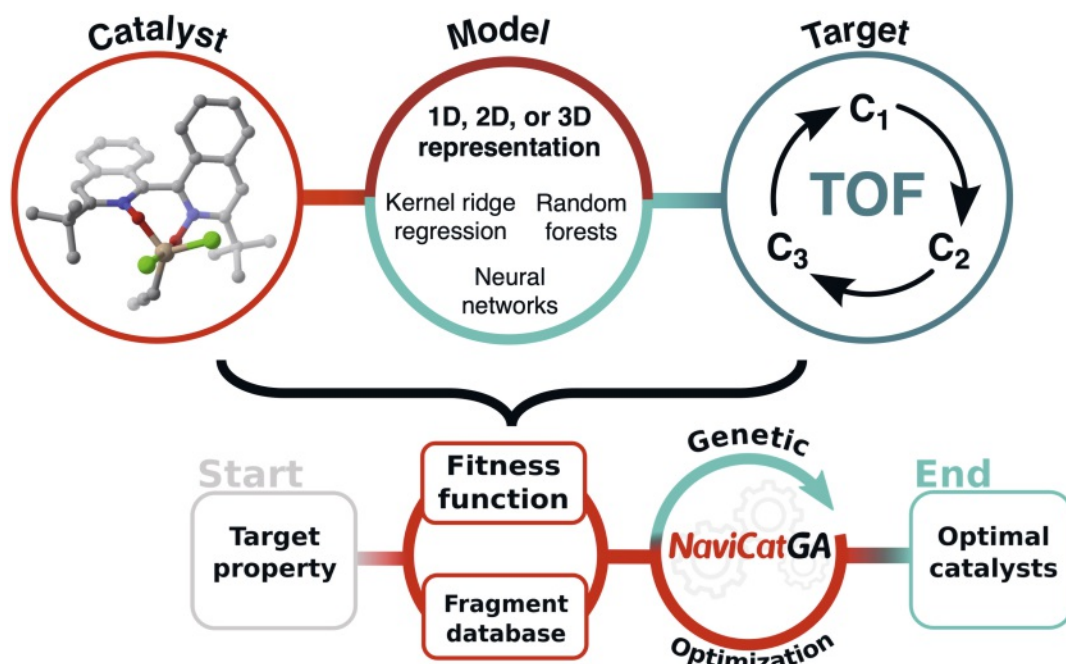 Catalyst
Model
Target
1D, 2D, or 3D
representation
Kernel ridge
regression
Random
forests
Neural
networks
C1
TOF
C3
C2
Start
Target
property
Fitness
function
Fragment
database
Genetic
NaviCatGA
Optimization
End
Optimal
catalysts